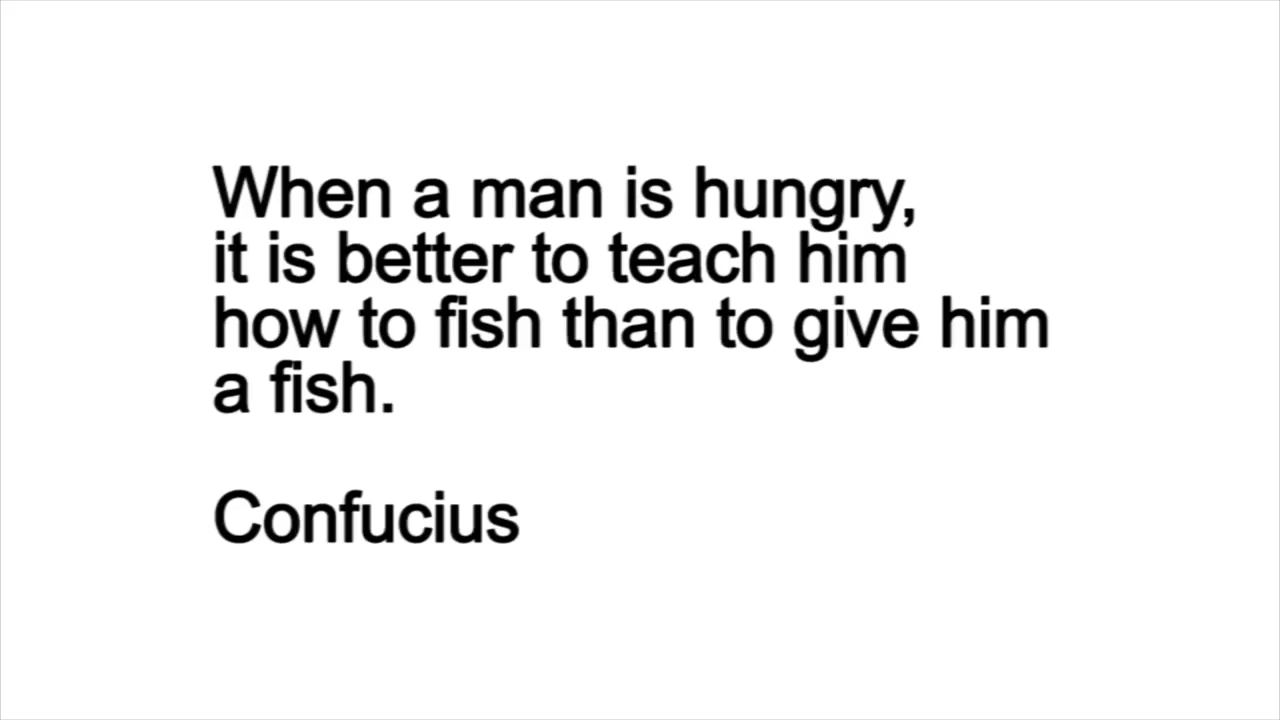 When a man is hungry,
it is better to teach him
how to fish than to give him
a fish.
Confucius